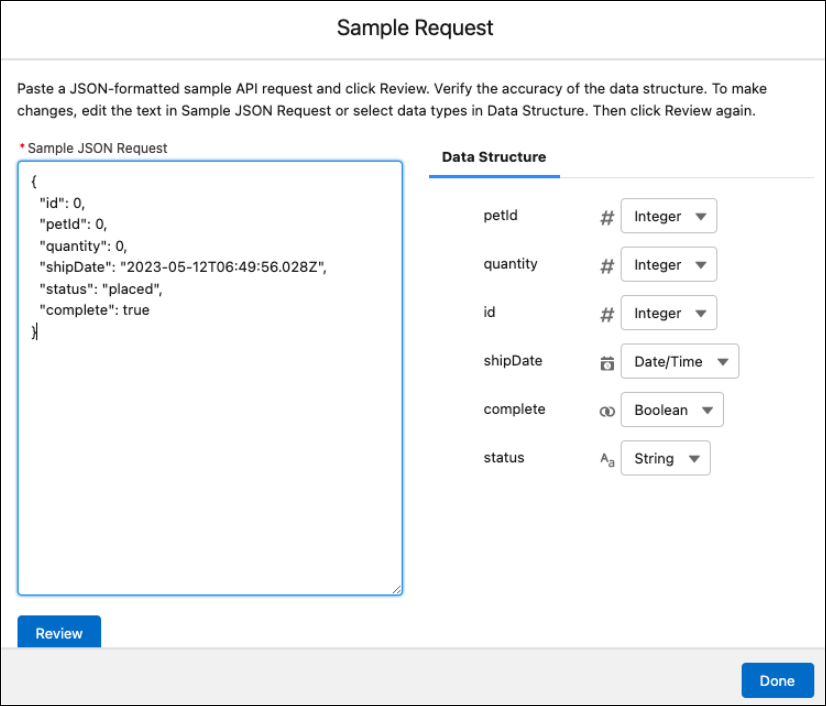 Sample Request
Paste a JSON-formatted sample API request and click Review. Verify the accuracy of the data structure. To make
changes, edit the text in Sample JSON Request or select data types in Data Structure. Then click Review again.
* Sample JSON Request
{
"id": 0,
"petId": 0,
"quantity": 0,
"shipDate": "2023-05-12T06:49:56.028Z",
"status": "placed",
"complete": true
}
Review
Data Structure
petId # Integer
quantity # Integer
id # Integer
shipDate Date/Time
complete Boolean
status Aa String
Done